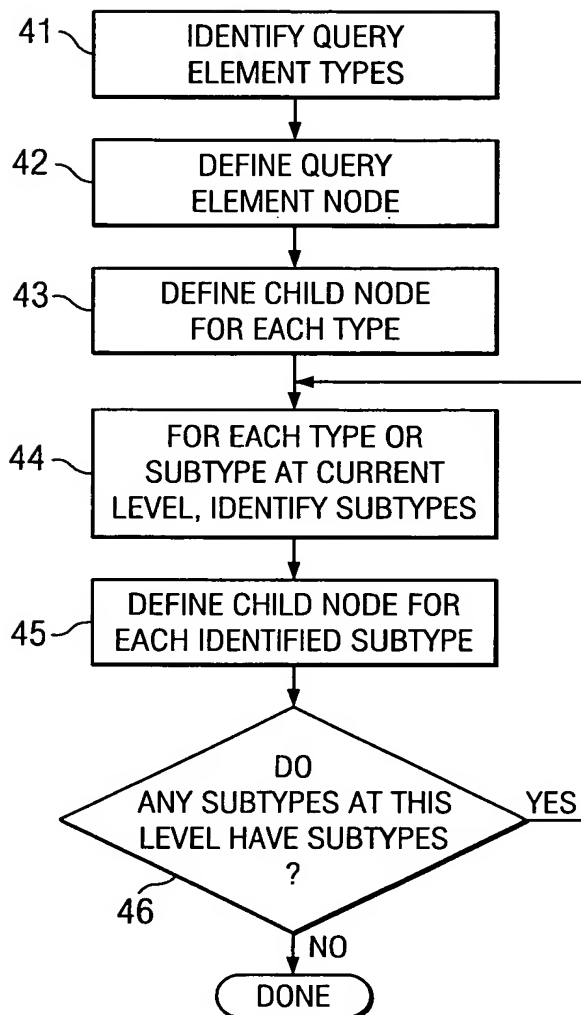 41
IDENTIFY QUERY
ELEMENT TYPES
42
DEFINE QUERY
ELEMENT NODE
43
DEFINE CHILD NODE
FOR EACH TYPE
44
FOR EACH TYPE OR
SUBTYPE AT CURRENT
LEVEL, IDENTIFY SUBTYPES
45
DEFINE CHILD NODE FOR
EACH IDENTIFIED SUBTYPE
DO
ANY SUBTYPES AT THIS
LEVEL HAVE SUBTYPES
?
YES
46
NO
DONE